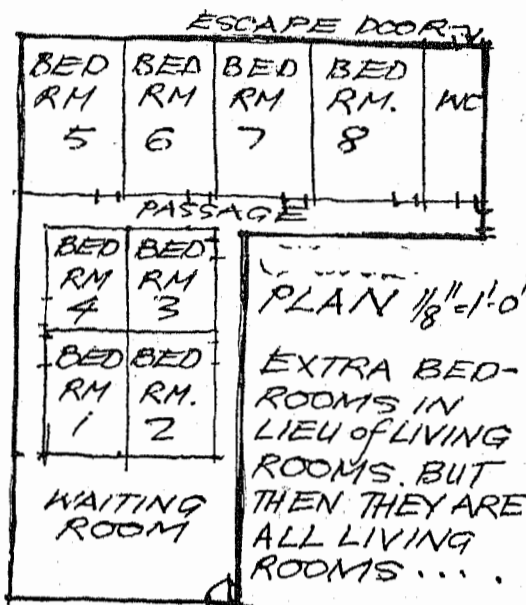 ESCAPE DOOR
BED RM 5
BED RM 6
BED RM 7
BED RM. 8
WC
PASSAGE
BED RM 4
BED RM 3
BED RM 1
BED RM. 2
WAITING
ROOM
PLAN 1/8"=1'-0"
EXTRA BED-
ROOMS IN
LIEU of LIVING
ROOMS. BUT
THEN THEY ARE
ALL LIVING
ROOMS....